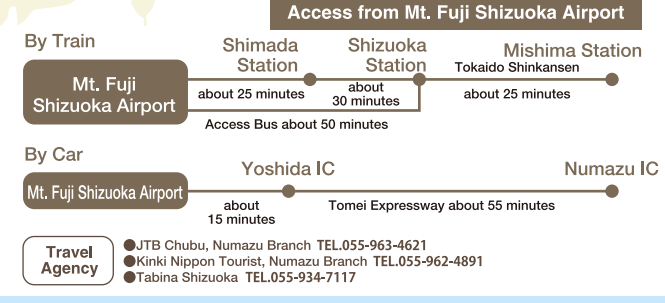 Access from Mt. Fuji Shizuoka Airport
By Train
Mt. Fuji
Shizuoka Airport
about 25 minutes
Shimada
Station
about
30 minutes
Shizuoka
Station
Access Bus about 50 minutes
Tokaido Shinkansen
about 25 minutes
Mishima Station
By Car
Mt. Fuji Shizuoka Airport
about
15 minutes
Yoshida IC
Tomei Expressway about 55 minutes
Numazu IC
Travel
Agency
●JTB Chubu, Numazu Branch TEL.055-963-4621
●Kinki Nippon Tourist, Numazu Branch TEL.055-962-4891
●Tabina Shizuoka TEL.055-934-7117